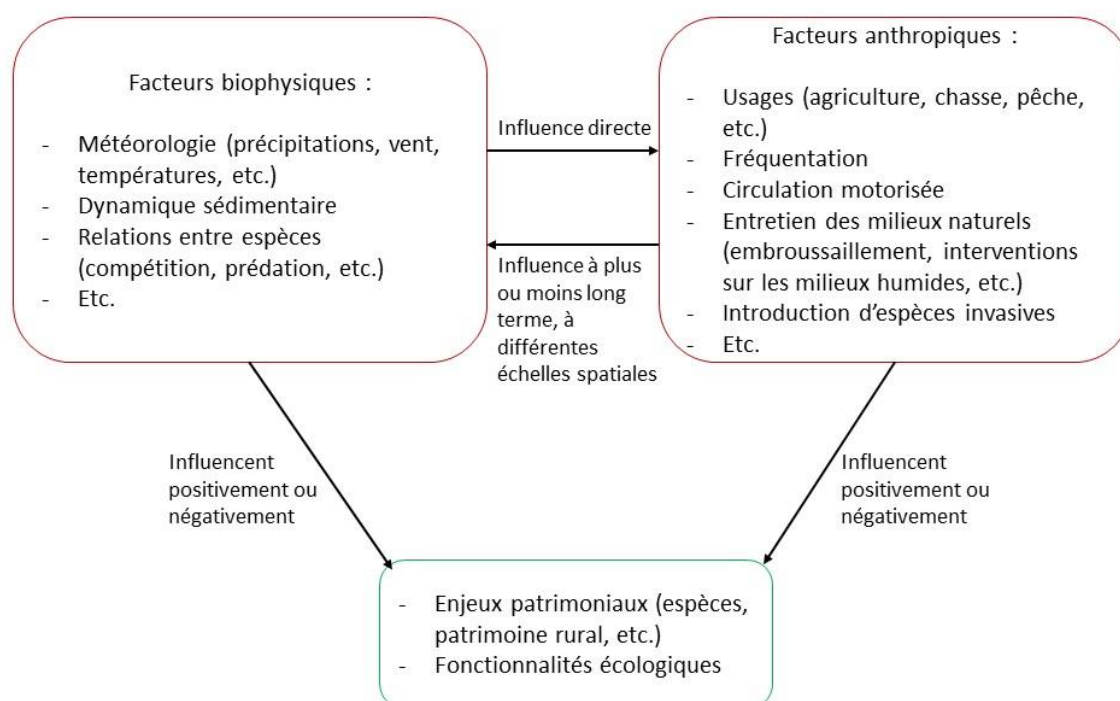 Facteurs biophysiques :
- Météorologie (précipitations, vent,
températures, etc.)
- Dynamique sédimentaire
- Relations entre espèces
(compétition, prédation, etc.)
- Etc.
Influence directe
Influence à plus
ou moins long
terme, à
différentes
échelles spatiales
Facteurs anthropiques :
- Usages (agriculture, chasse, pêche,
etc.)
- Fréquentation
- Circulation motorisée
- Entretien des milieux naturels
(embroussaillement, interventions
sur les milieux humides, etc.)
- Introduction d’espèces invasives
- Etc.
Influencent
positivement ou
négativement
Influencent
positivement ou
négativement
- Enjeux patrimoniaux (espèces,
patrimoine rural, etc.)
- Fonctionnalités écologiques